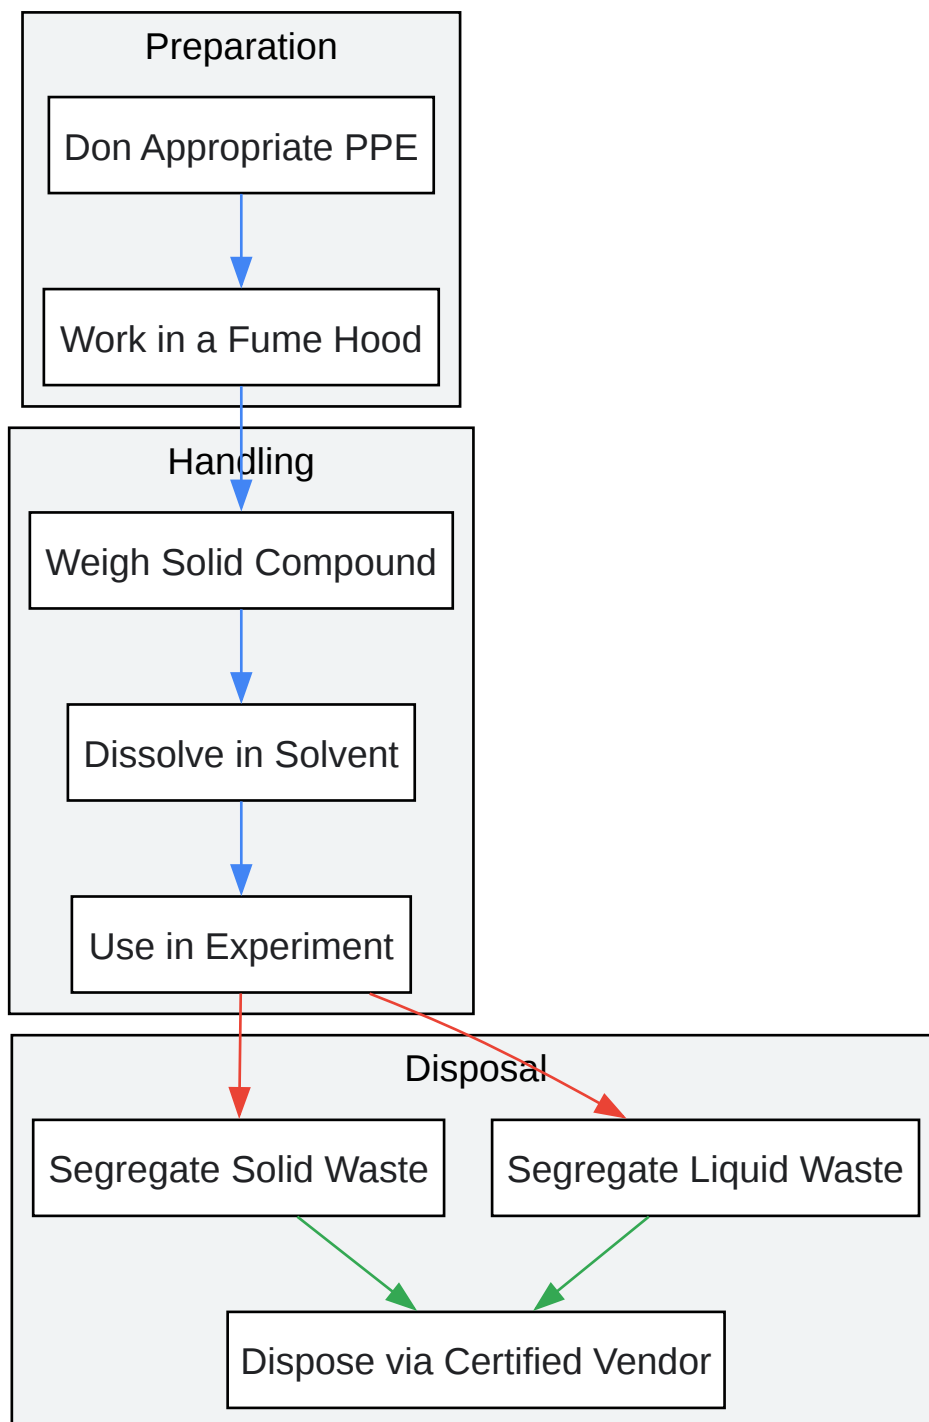 Preparation
Don Appropriate PPE
Work in a Fume Hood
Handling
Weigh Solid Compound
Dissolve in Solvent
Use in Experiment
Disposal
Segregate Solid Waste
Segregate Liquid Waste
Dispose via Certified Vendor